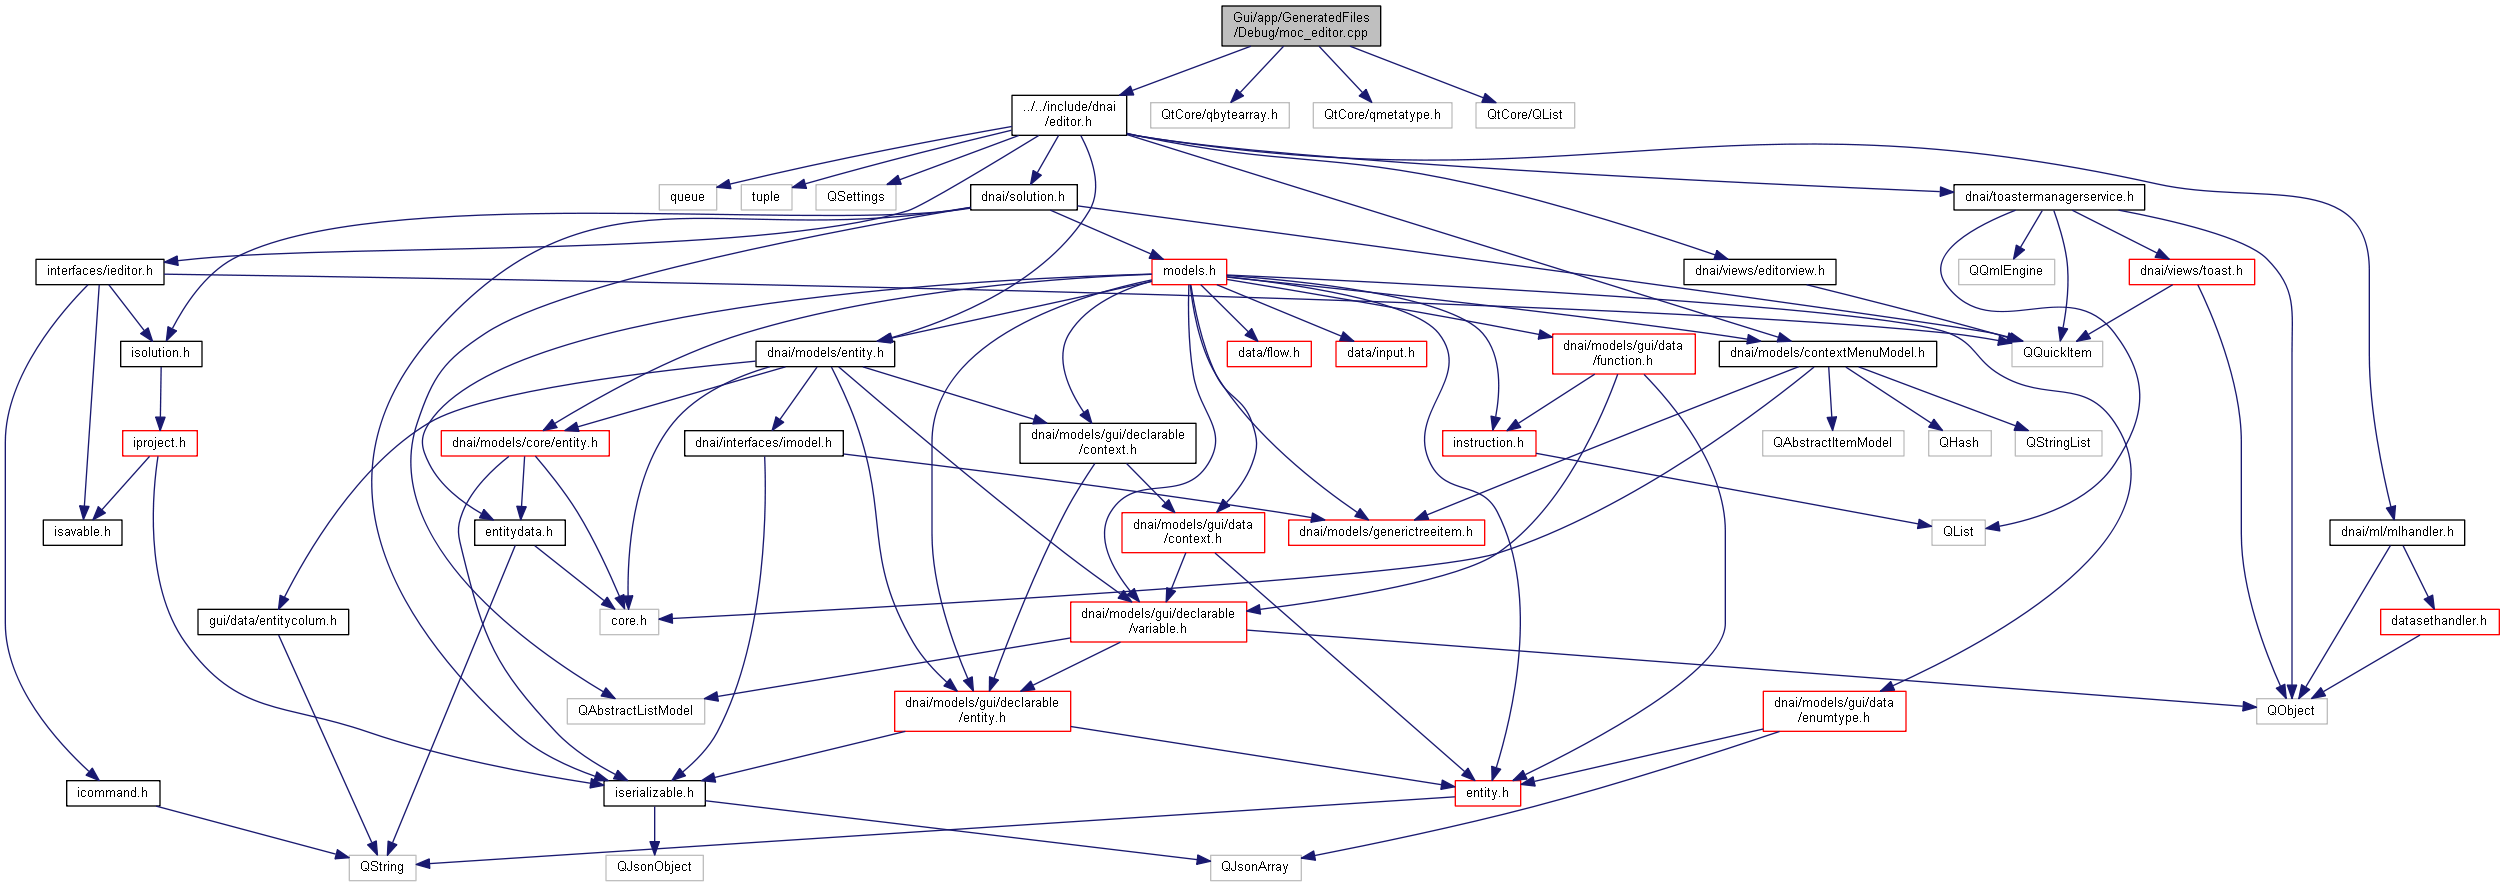 Gui/app/GeneratedFiles
/Debug/moc_editor.cpp
../../include/dnai
/editor.h
QtCore/qbytearray.h
QtCore/qmetatype.h
QtCore/QList
queue
tuple
QSettings
dnai/solution.h
dnai/toastermanagerservice.h
interfaces/ieditor.h
models.h
dnai/views/editorview.h
QQmlEngine
dnai/views/toast.h
isolution.h
dnai/models/entity.h
data/flow.h
data/input.h
dnai/models/gui/data
/function.h
dnai/models/contextMenuModel.h
QQuickItem
iproject.h
dnai/models/core/entity.h
dnai/interfaces/imodel.h
dnai/models/gui/declarable
/context.h
instruction.h
QAbstractItemModel
QHash
QStringList
isavable.h
entitydata.h
dnai/models/gui/data
/context.h
dnai/models/generictreeitem.h
QList
dnai/ml/mlhandler.h
gui/data/entitycolum.h
core.h
dnai/models/gui/declarable
/variable.h
datasethandler.h
QAbstractListModel
dnai/models/gui/declarable
/entity.h
dnai/models/gui/data
/enumtype.h
QObject
icommand.h
iserializable.h
entity.h
QString
QJsonObject
QJsonArray